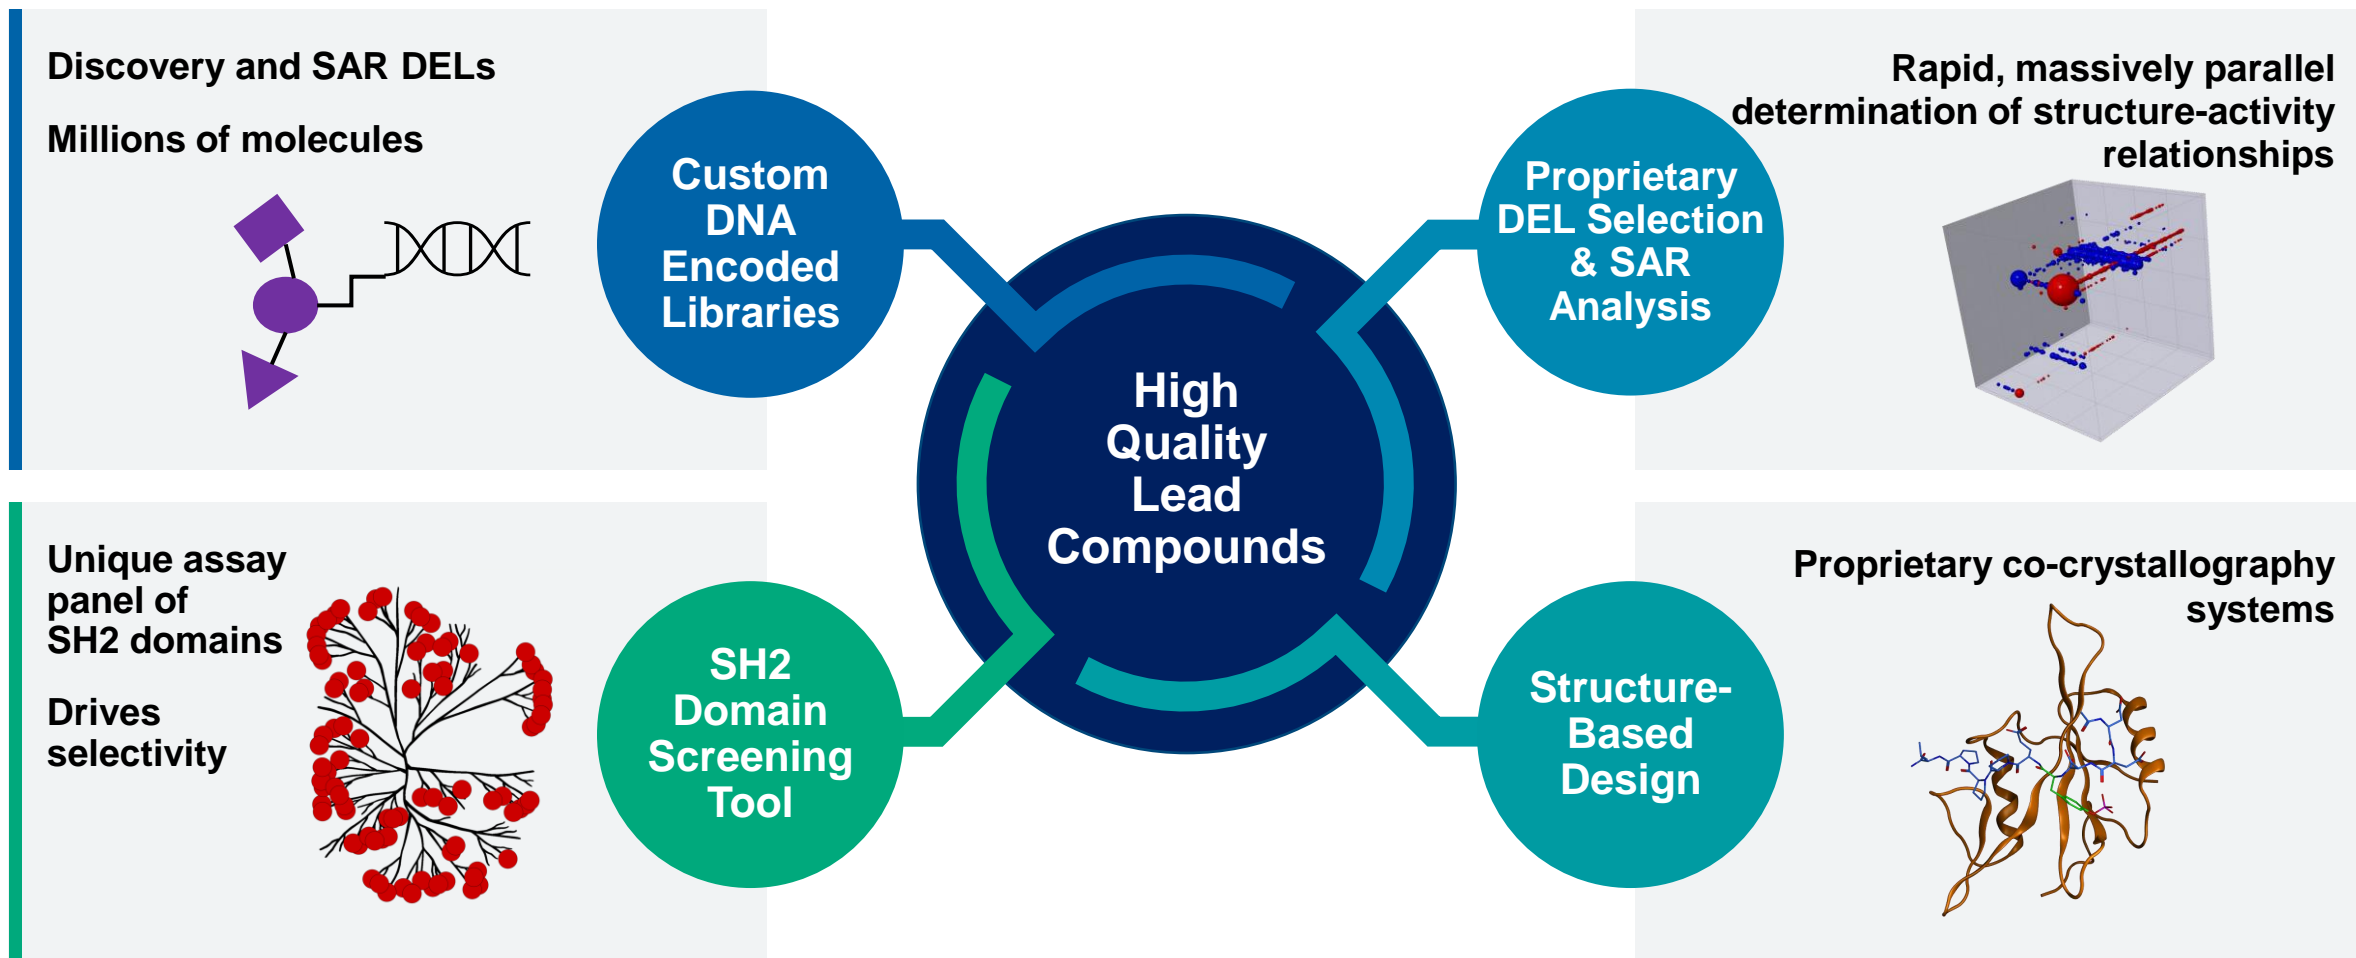 Discovery and SAR DELs
Millions of molecules
Custom
DNA
Encoded
Libraries
Proprietary
DEL Selection
& SAR
Analysis
Rapid, massively parallel
determination of structure-activity
relationships
High
Quality
Lead
Compounds
Unique assay
panel of
SH2 domains
Drives
selectivity
SH2
Domain
Screening
Tool
Structure-
Based
Design
Proprietary co-crystallography
systems